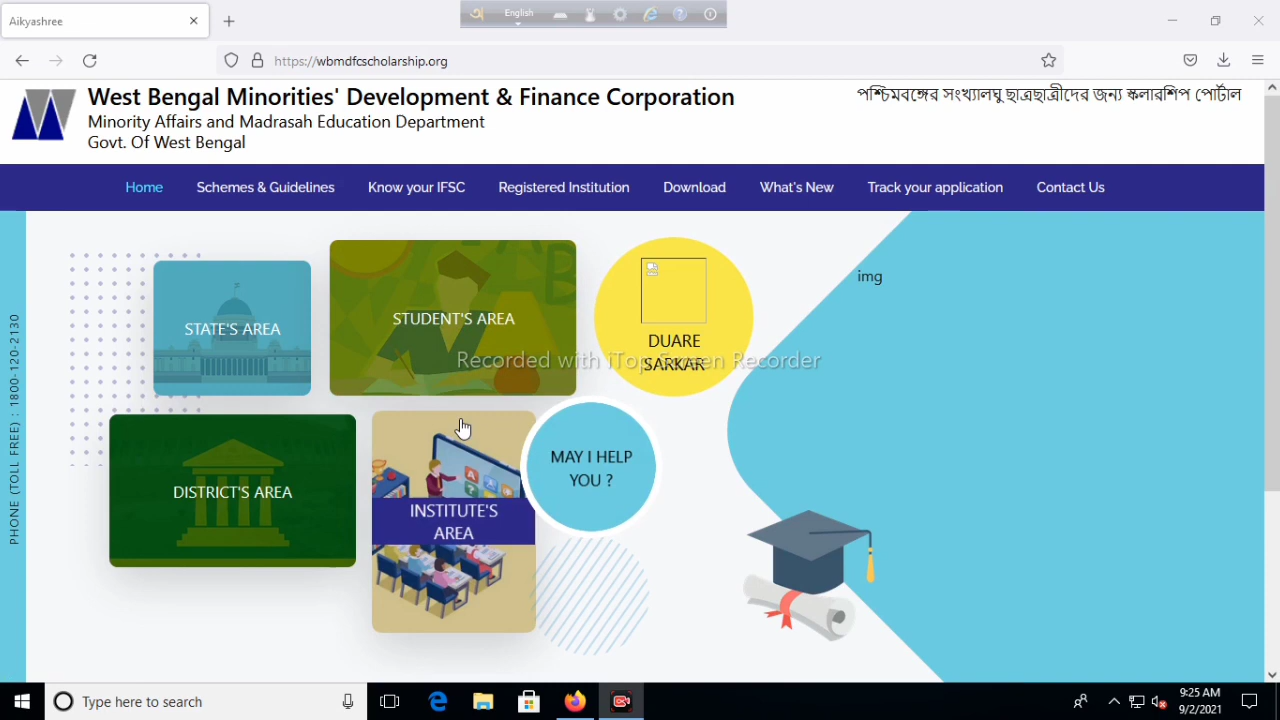 Aikyashree
English
https://wbmdfcscholarship.org
West Bengal Minorities' Development & Finance Corporation
Minority Affairs and Madrasah Education Department
Govt. Of West Bengal
পশ্চিমবঙ্গের সংখ্যালঘু ছাত্রছাত্রীদের জন্য স্কলারশিপ পোর্টাল
Home
Schemes & Guidelines
Know your IFSC
Registered Institution
Download
What's New
Track your application
Contact Us
PHONE (TOLL FREE) : 1800-120-2130
STATE'S AREA
STUDENT'S AREA
DUARE
SARKAR
img
Recorded with iTop Screen Recorder
DISTRICT'S AREA
INSTITUTE'S
AREA
MAY I HELP
YOU ?
Type here to search
9:25 AM
9/2/2021